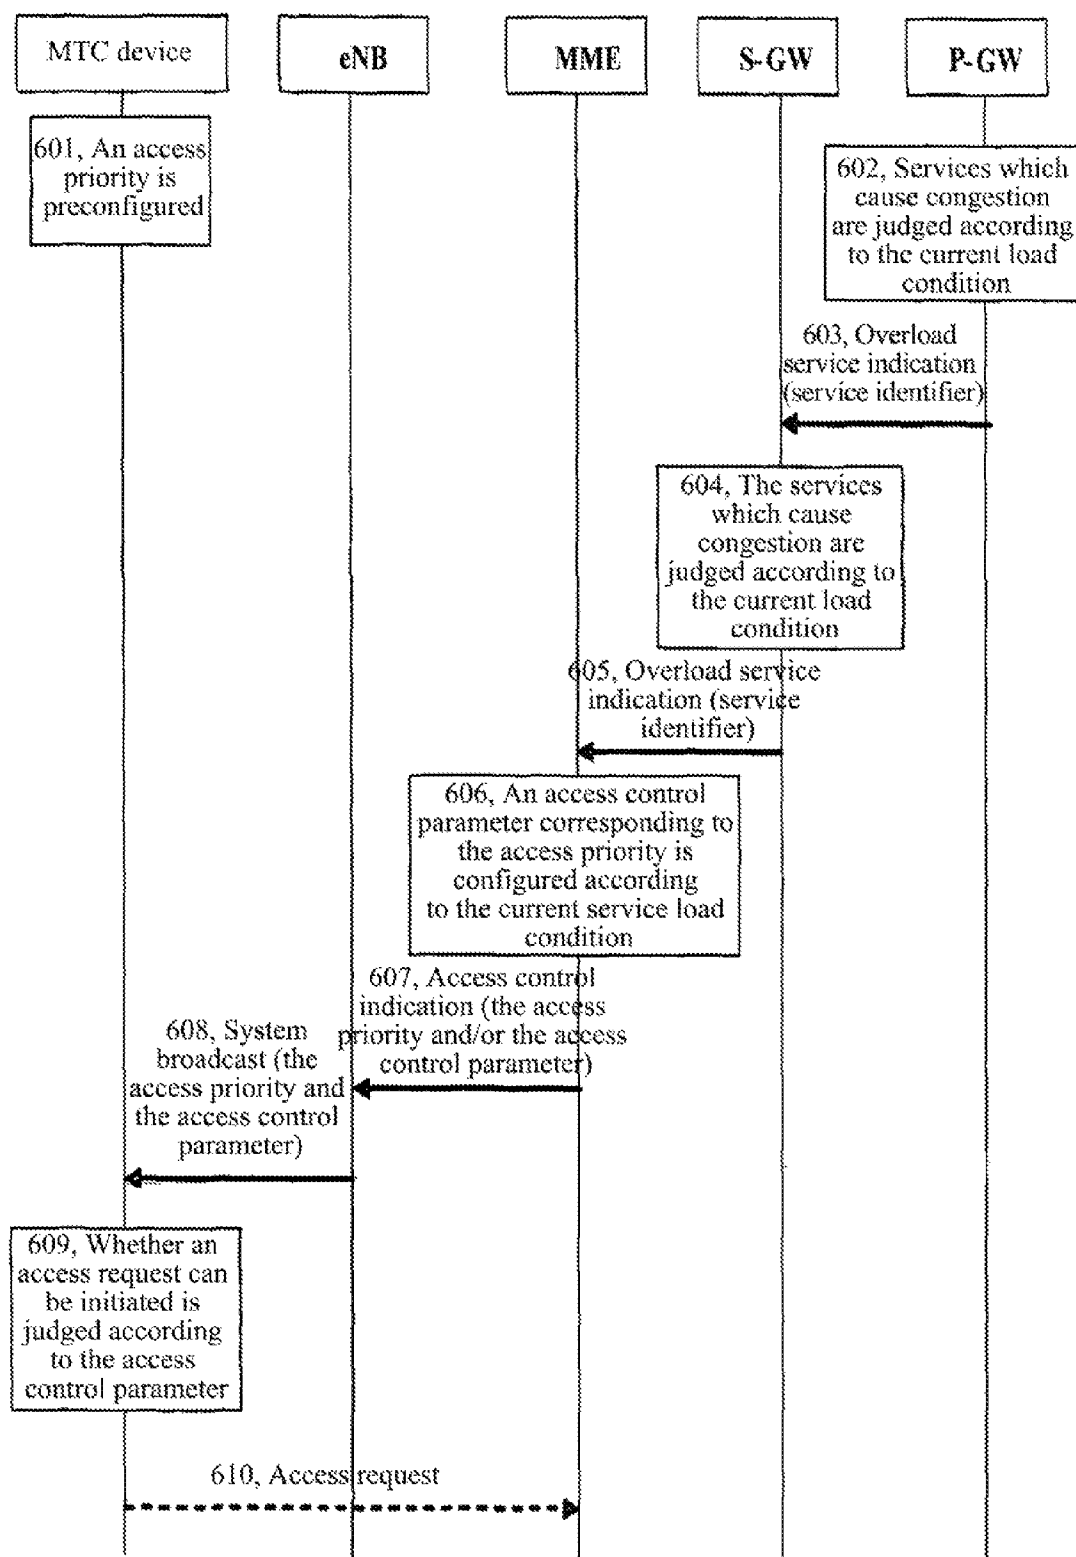 MTC device
eNB
MME
S-GW
P-GW
601, An access
priority is
preconfigured
602, Services which
cause congestion
are judged according
to the current load
condition
603, Overload
service indication
(service identifier)
604, The services
which cause
congestion are
judged according to
the current load
condition
605, Overload service
indication (service
identifier)
606, An access control
parameter corresponding to
the access priority is
configured according
to the current service load
condition
607, Access control
indication (the access
priority and/or the access
control parameter)
608, System
broadcast (the
access priority and
the access control
parameter)
609, Whether an
access request can
be initiated is
judged according
to the access
control parameter
610, Access request